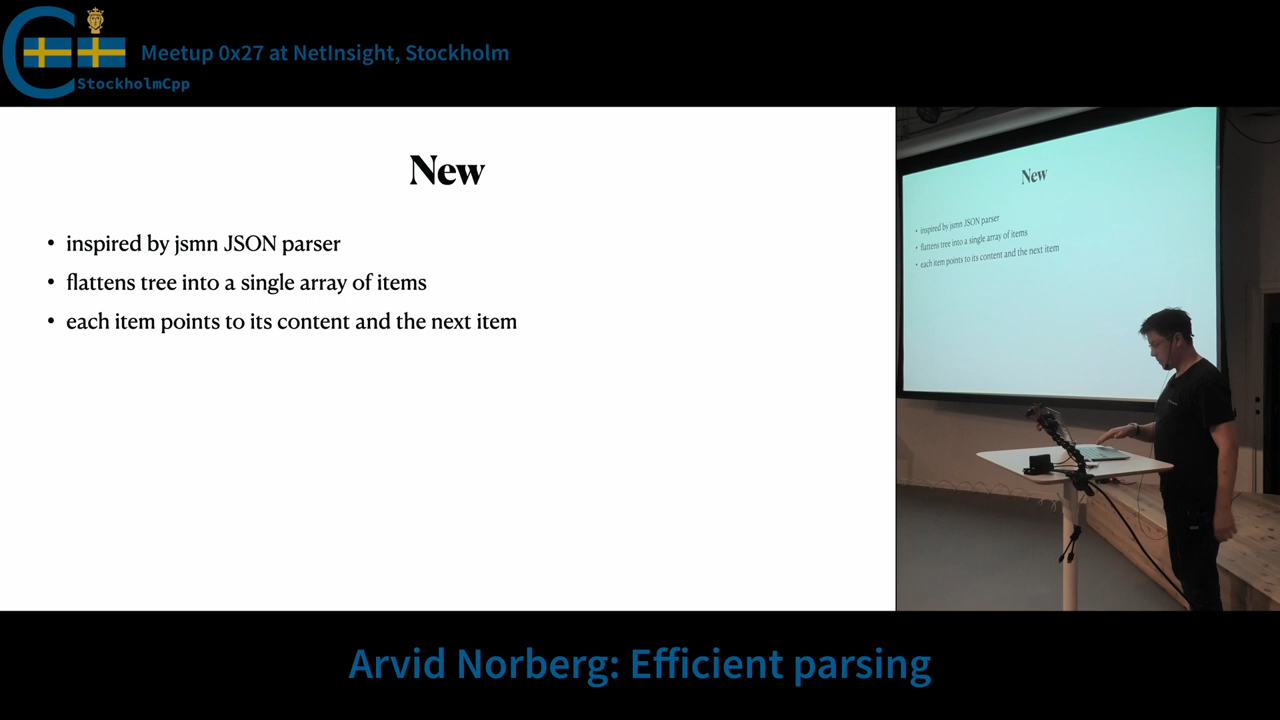 Meetup 0x27 at NetInsight, Stockholm
StockholmCpp
New
• inspired by jsmn JSON parser
• flattens tree into a single array of items
• each item points to its content and the next item
New
• inspired by jsmn JSON parser
• flattens tree into a single array of items
• each item points to its content and the next item
Arvid Norberg: Efficient parsing